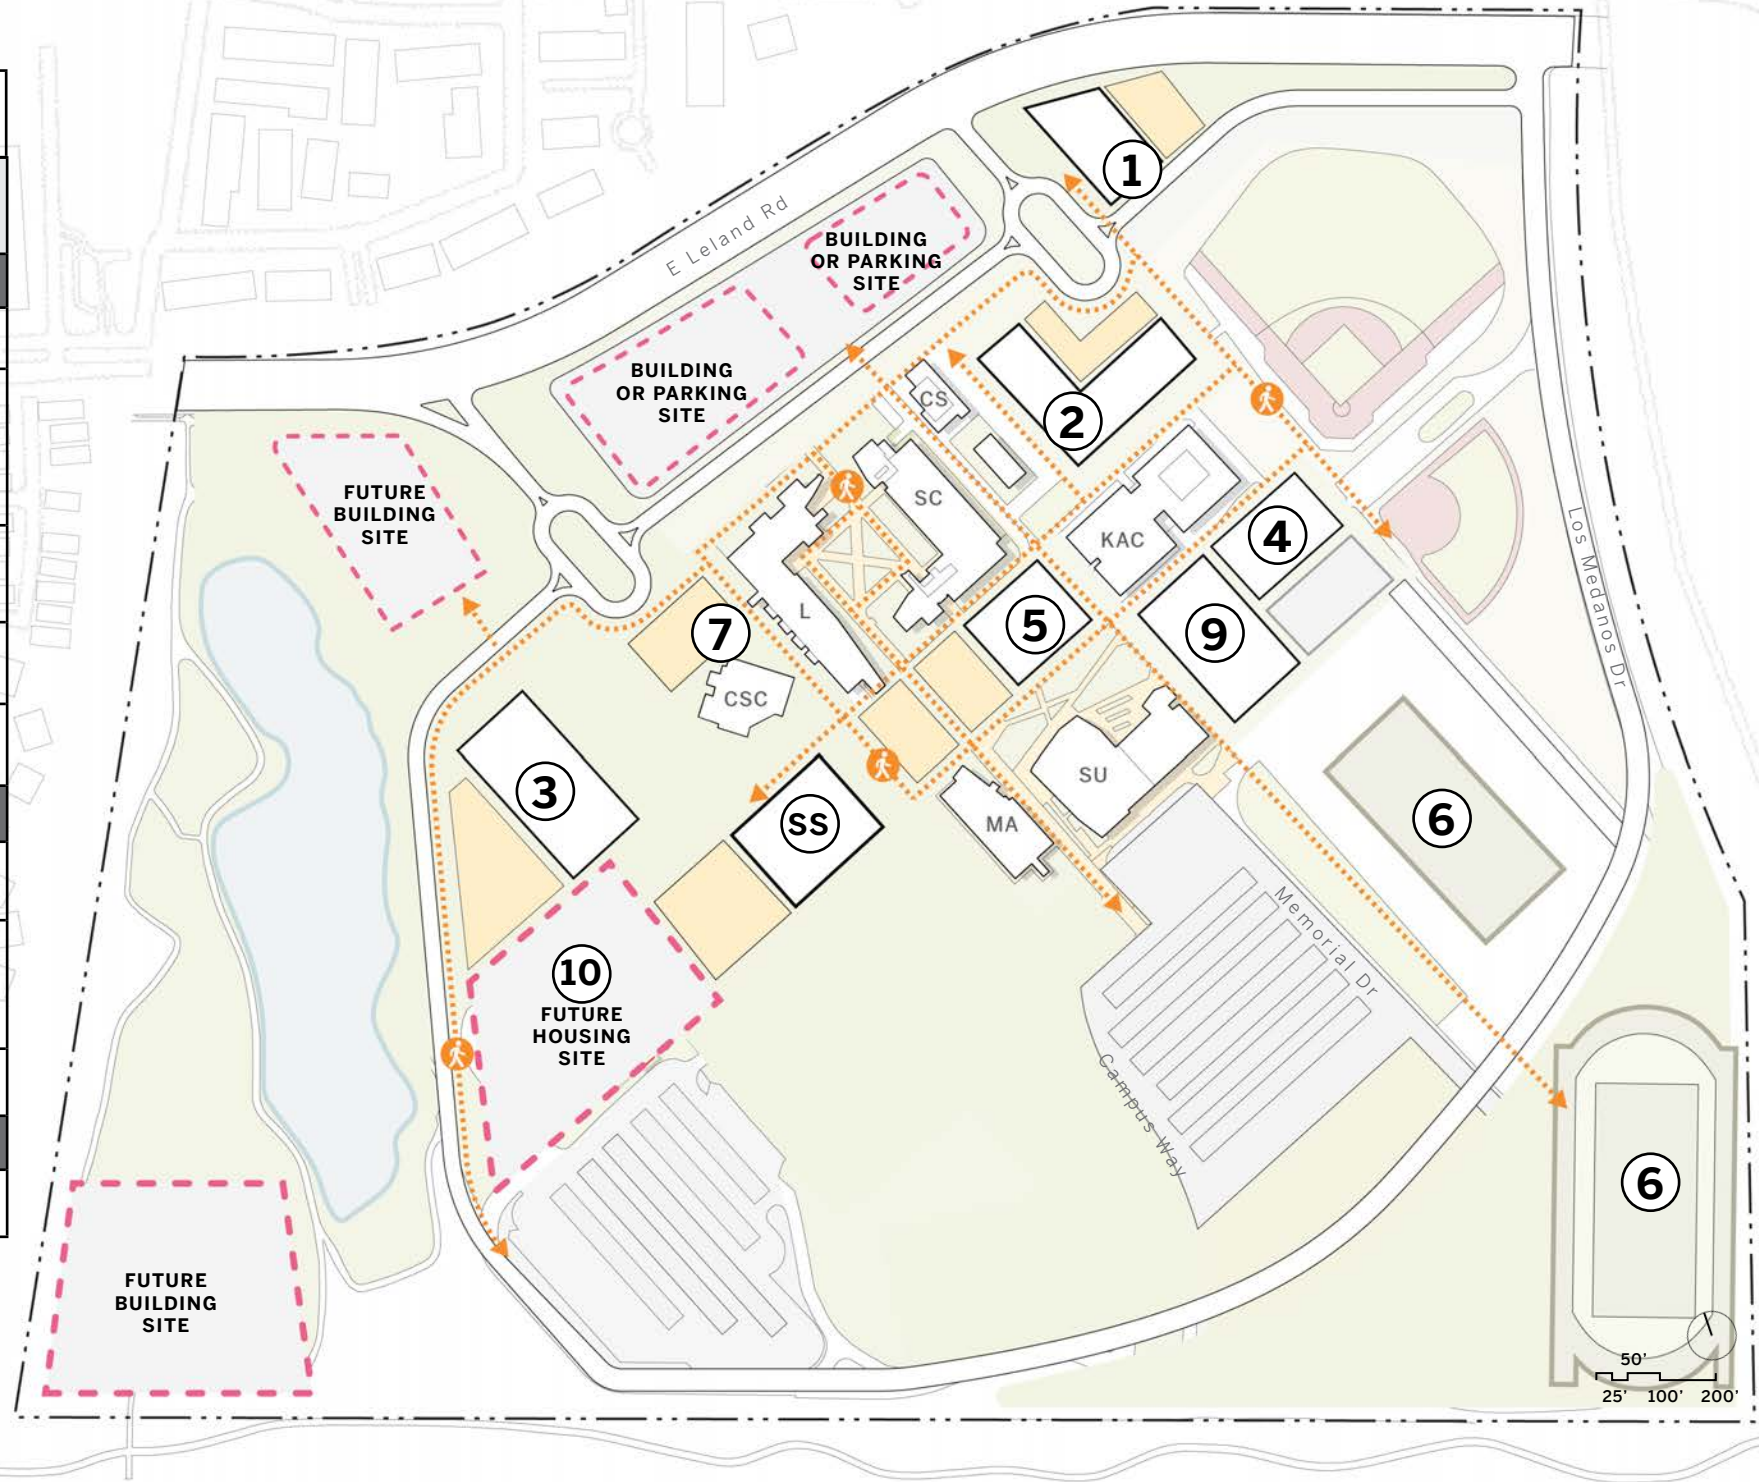 1
E Leland Rd
BUILDING
OR PARKING
SITE
BUILDING
OR PARKING
SITE
CS
2
FUTURE
BUILDING
SITE
SC
KAC
4
Los Medanos Dr
L
5
9
7
CSC
3
SS
MA
SU
6
Memorial Dr
10
FUTURE
HOUSING
SITE
Campus Way
6
FUTURE
BUILDING
SITE
50'
25' 100' 200'